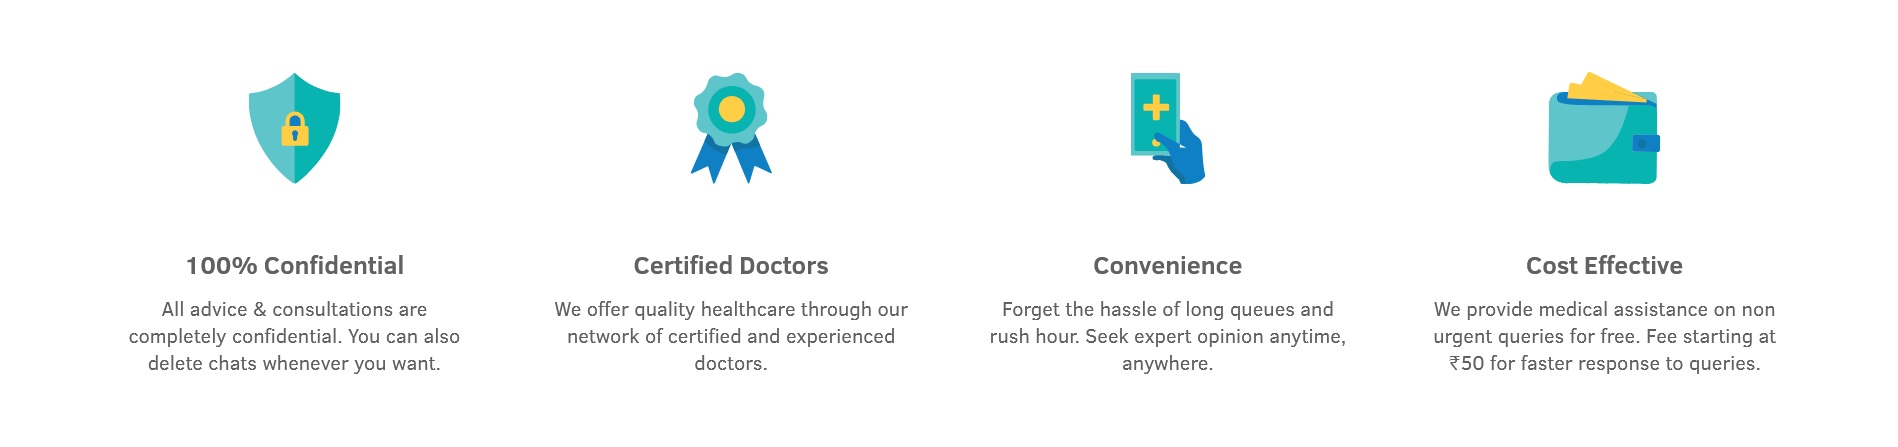 100% Confidential
All advice & consultations are
completely confidential. You can also
delete chats whenever you want.
Certified Doctors
We offer quality healthcare through our
network of certified and experienced
doctors.
Convenience
Forget the hassle of long queues and
rush hour. Seek expert opinion anytime,
anywhere.
Cost Effective
We provide medical assistance on non
urgent queries for free. Fee starting at
₹50 for faster response to queries.